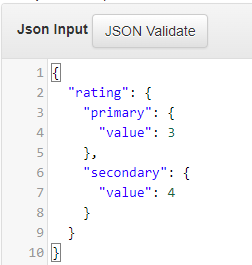 Json Input JSON Validate
1 {
2   "rating": {
3     "primary": {
4       "value": 3
5     },
6     "secondary": {
7       "value": 4
8     }
9   }
10 }